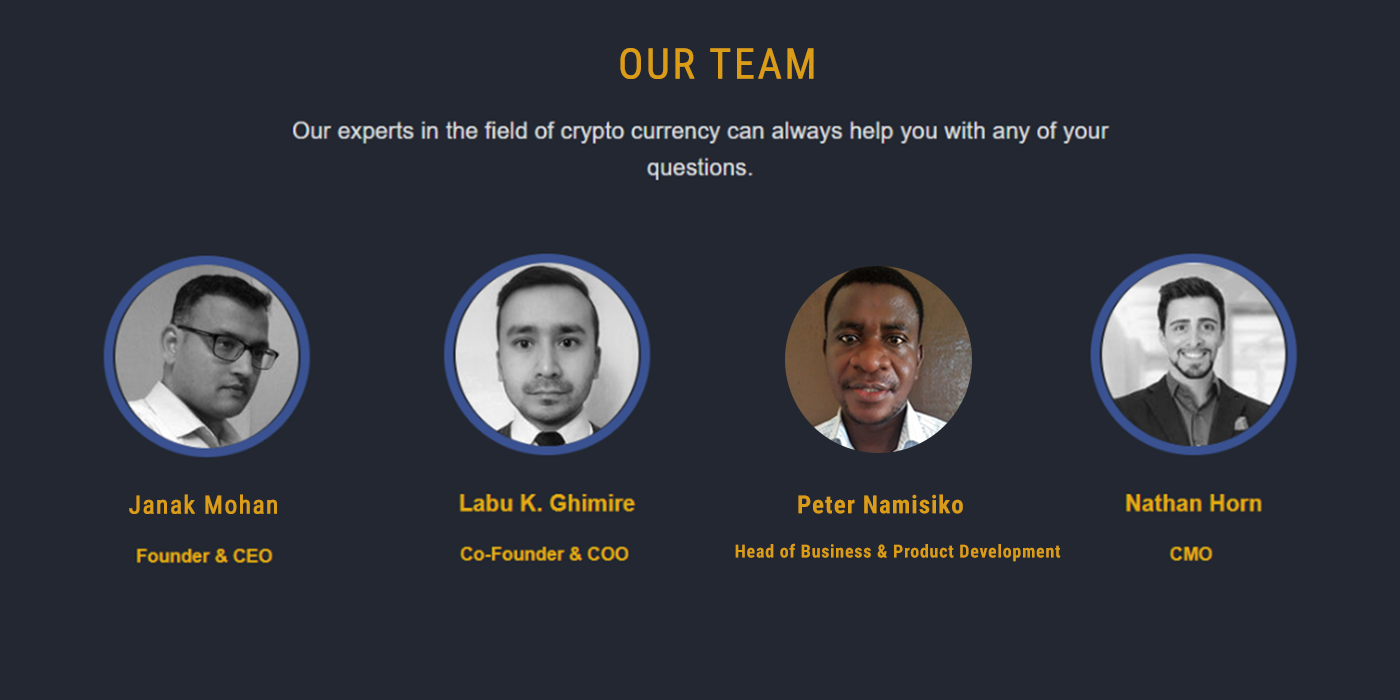 OUR TEAM
Our experts in the field of crypto currency can always help you with any of your
questions.
Janak Mohan
Labu K. Ghimire
Peter Namisiko
Nathan Horn
Founder & CEO
Co-Founder & COO
Head of Business & Product Development
CMO